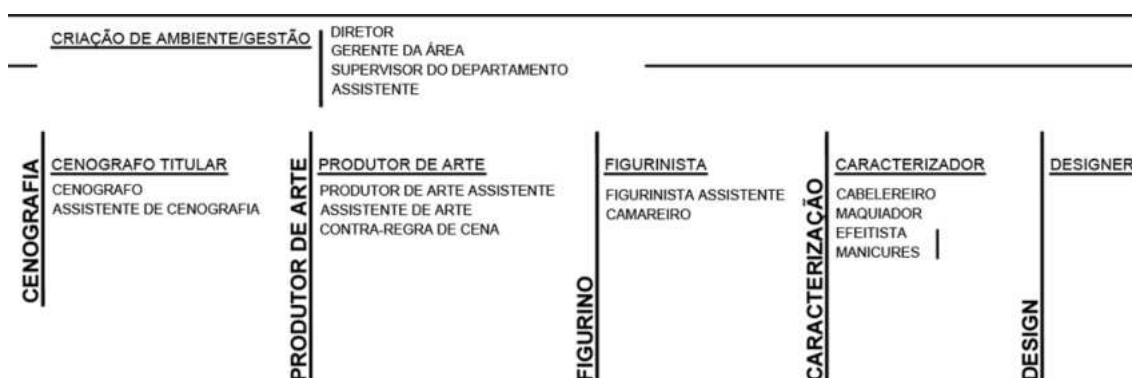 CRIAÇÃO DE AMBIENTE/GESTÃO
DIRETOR
GERENTE DA ÁREA
SUPERVISOR DO DEPARTAMENTO
ASSISTENTE
CENOGRAFIA
CENOGRAFO TITULAR
CENOGRAFO
ASSISTENTE DE CENOGRAFIA
PRODUTOR DE ARTE
PRODUTOR DE ARTE
PRODUTOR DE ARTE ASSISTENTE
ASSISTENTE DE ARTE
CONTRA-REGRA DE CENA
FIGURINO
FIGURINISTA
FIGURINISTA ASSISTENTE
CAMAREIRO
CARACTERIZAÇÃO
CARACTERIZADOR
CABELEREIRO
MAQUIADOR
EFEITISTA
MANICURES
DESIGN
DESIGNER